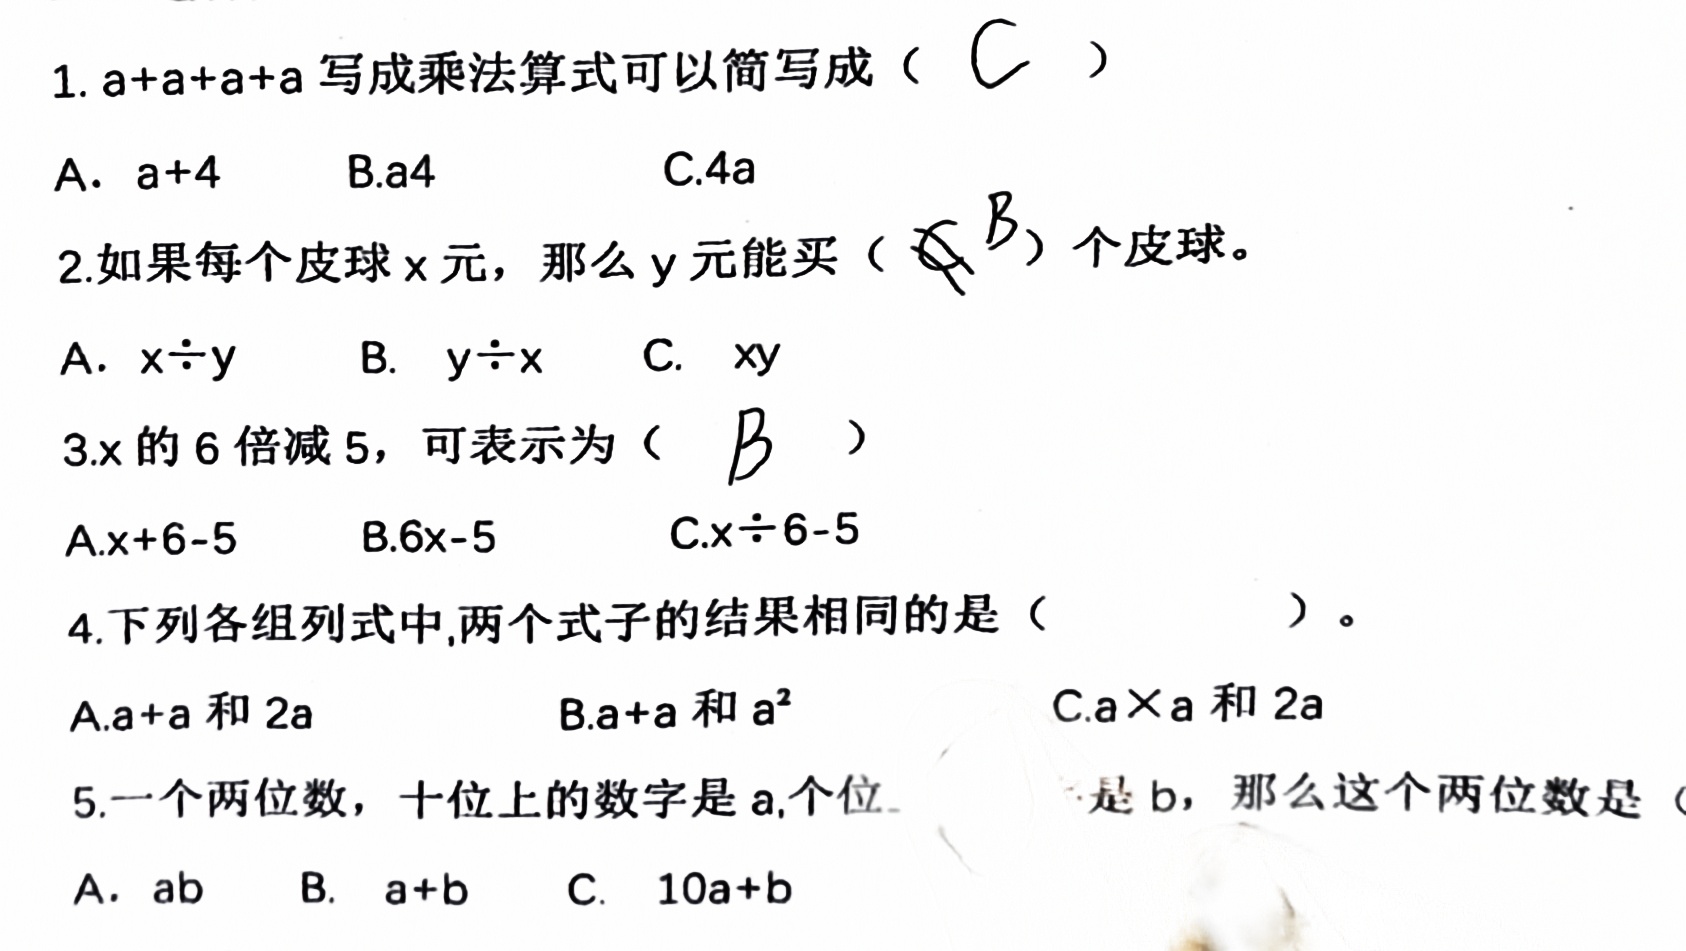 1. a+a+a+a 写成乘法算式可以简写成（ C ）
A. a+4 B.a4 C.4a
2.如果每个皮球 x 元，那么 y 元能买（ B ）个皮球。
A. x÷y B. y÷x C. xy
3.x 的 6 倍减 5，可表示为（ B ）
A.x+6-5 B.6x-5 C.x÷6-5
4.下列各组列式中,两个式子的结果相同的是（ ）。
A.a+a 和 2a B.a+a 和 a² C.a×a 和 2a
5.一个两位数，十位上的数字是 a,个位 是 b，那么这个两位数是（
A. ab B. a+b C. 10a+b